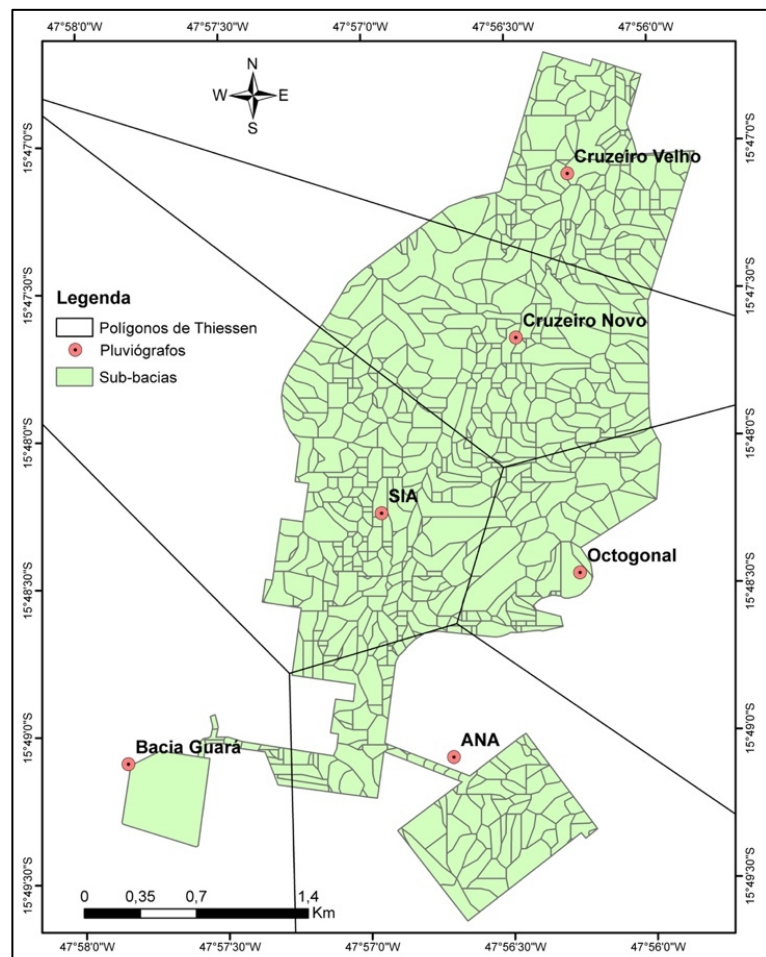 47°58'0"W 47°57'30"W 47°57'0"W 47°56'30"W 47°56'0"W
N
W E
S
15°47'0"S 15°47'0"S
Cruzeiro Velho
15°47'30"S 15°47'30"S
Legenda
Polígonos de Thiessen
Pluviógrafos
Sub-bacias
Cruzeiro Novo
15°48'0"S 15°48'0"S
SIA
Octogonal
15°48'30"S 15°48'30"S
15°49'0"S 15°49'0"S
Bacia Guará
ANA
15°49'30"S 15°49'30"S
0 0,35 0,7 1,4
Km
47°58'0"W 47°57'30"W 47°57'0"W 47°56'30"W 47°56'0"W